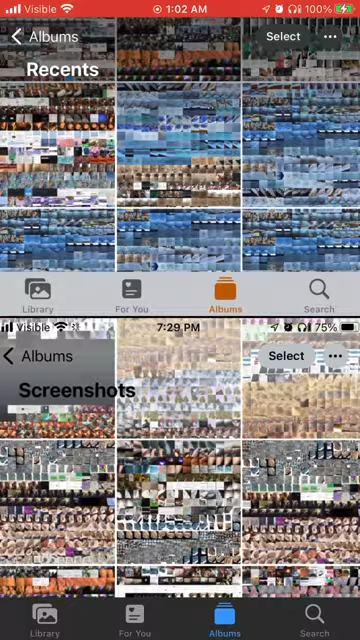 Visible 1:02 AM 100%
Albums Select
Recents
Library For You Albums Search
Visible 7:29 PM 75%
Albums Select
Screenshots
Library For You Albums Search